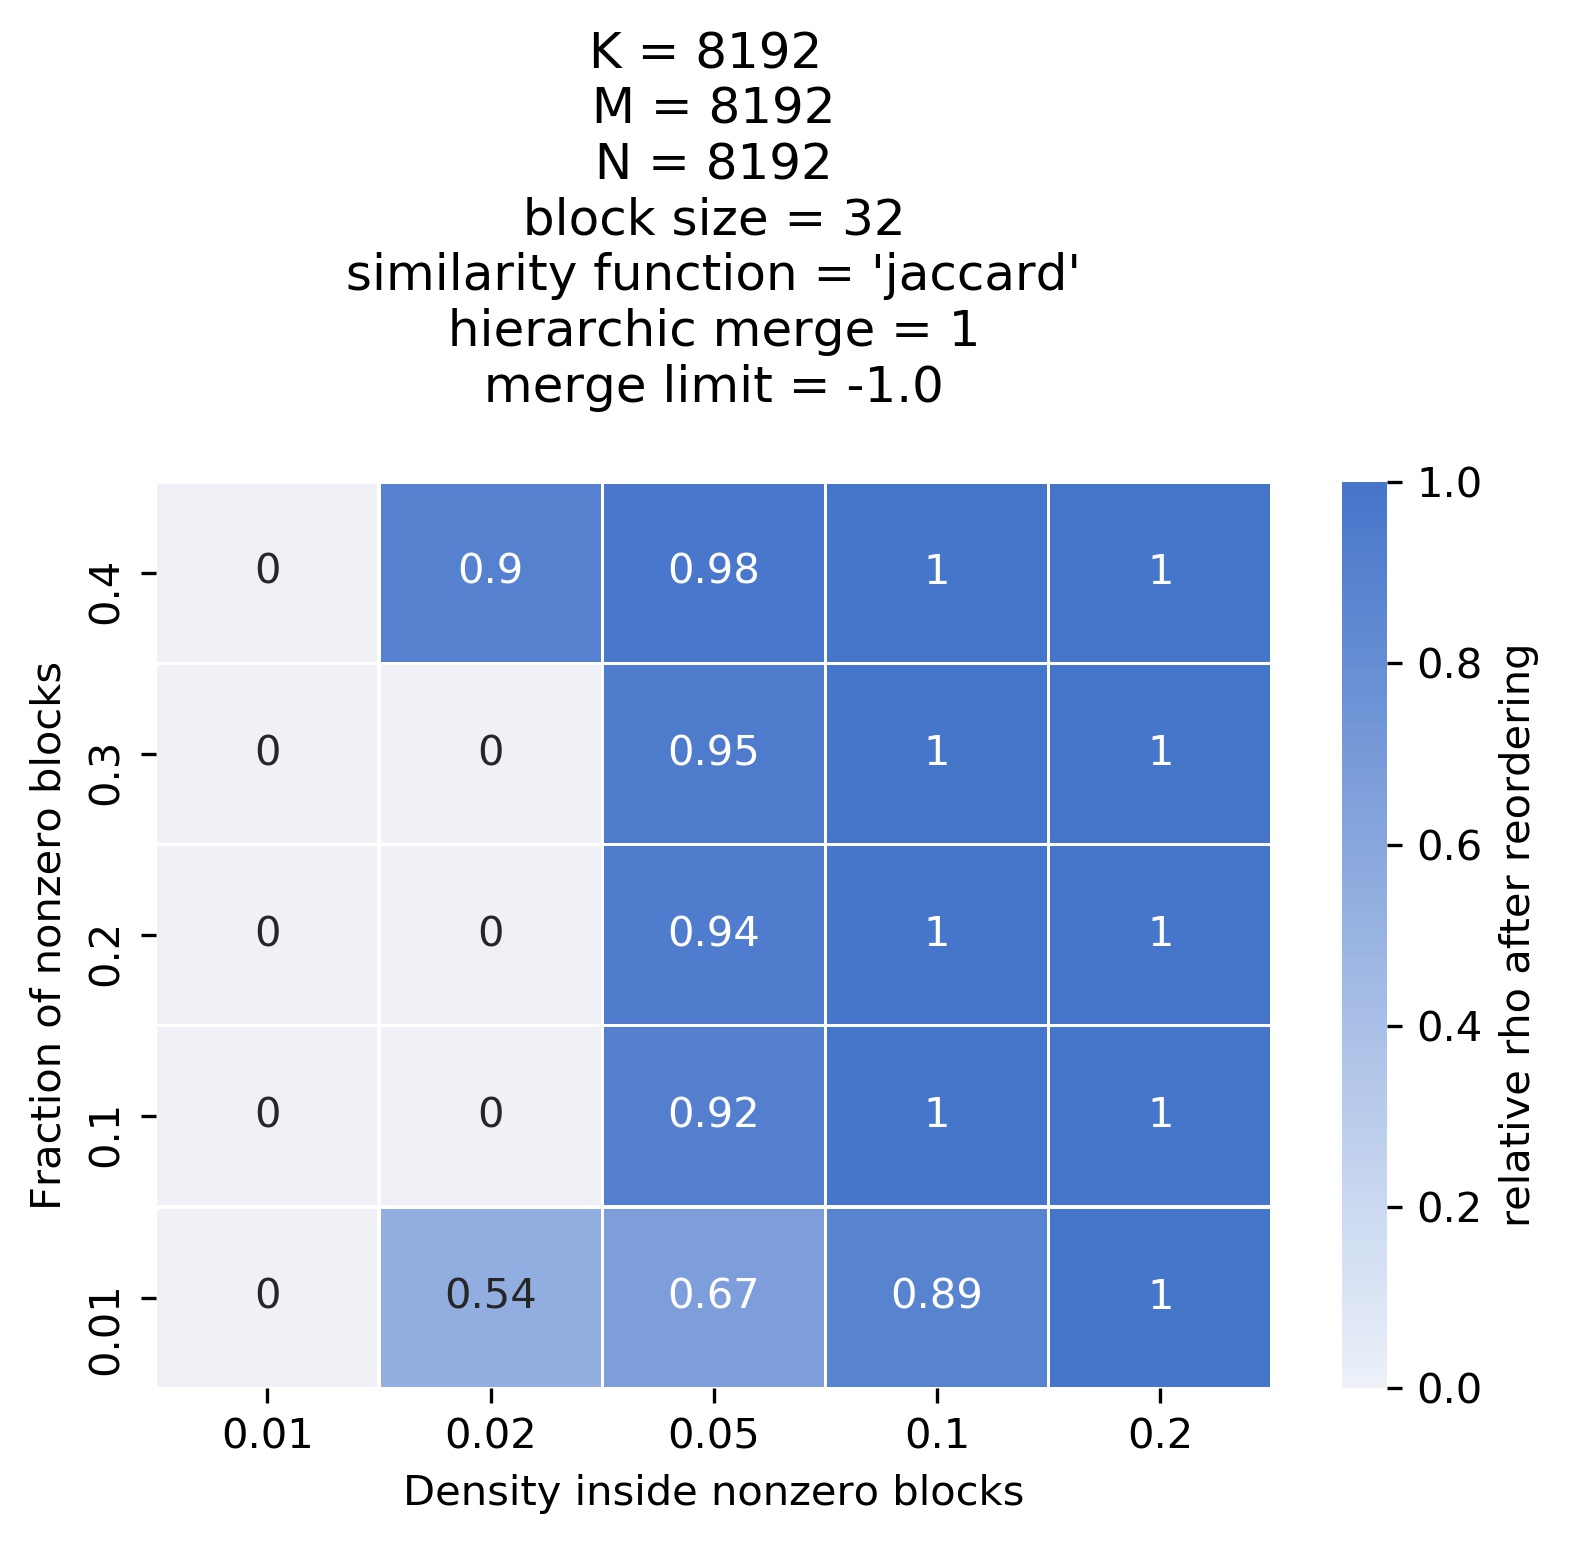 K = 8192
M = 8192
N = 8192
block size = 32
similarity function = 'jaccard'
hierarchic merge = 1
merge limit = -1.0
Fraction of nonzero blocks
0.4
0 0.9 0.98 1 1
0.3
0 0 0.95 1 1
0.2
0 0 0.94 1 1
0.1
0 0 0.92 1 1
0.01
0 0.54 0.67 0.89 1
0.01 0.02 0.05 0.1 0.2
Density inside nonzero blocks
1.0
0.8
0.6
0.4
0.2
0.0
relative rho after reordering